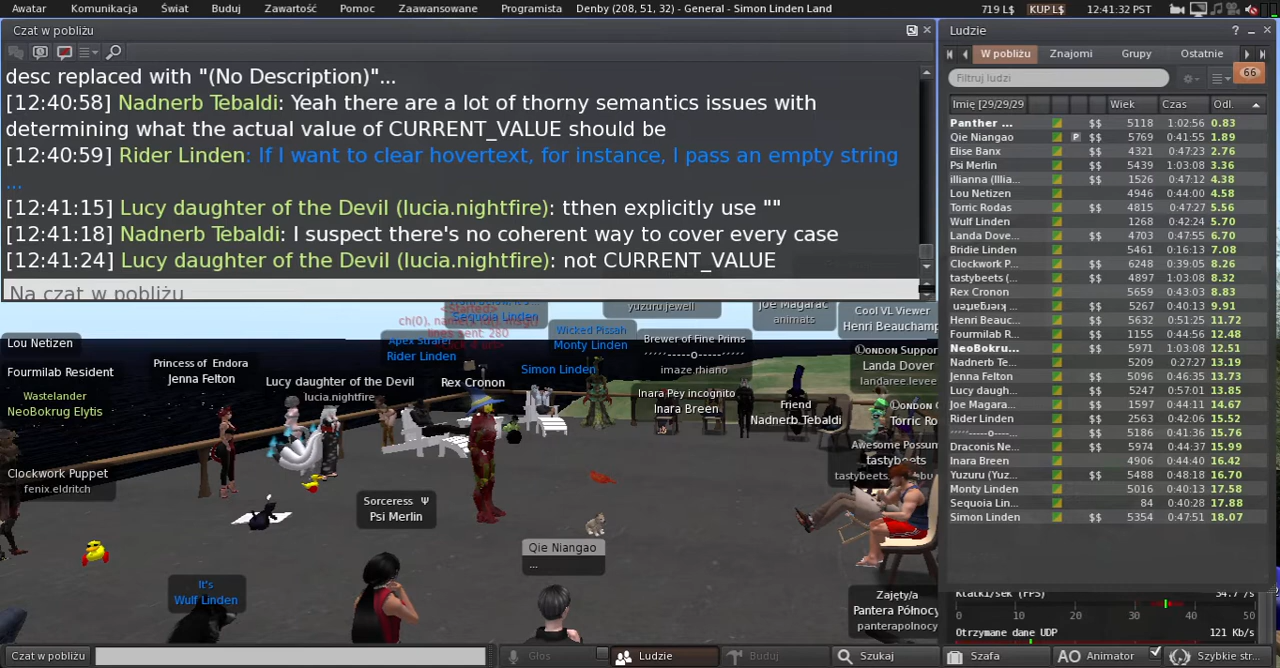 Awatar Komunikacja Świat Buduj Zawartość Pomoc Zaawansowane Programista Denby (208, 51, 32) - General - Simon Linden Land 719 L$ KUP L$ 12:41:32 PST
Czat w pobliżu
desc replaced with "(No Description)"...
[12:40:58] Nadnerb Tebaldi: Yeah there are a lot of thorny semantics issues with
determining what the actual value of CURRENT_VALUE should be
[12:40:59] Rider Linden: If I want to clear hovertext, for instance, I pass an empty string
...
[12:41:15] Lucy daughter of the Devil (lucia.nightfire): tthen explicitly use ""
[12:41:18] Nadnerb Tebaldi: I suspect there's no coherent way to cover every case
[12:41:24] Lucy daughter of the Devil (lucia.nightfire): not CURRENT_VALUE
Na czat w pobliżu
Sequoia Linden
yuzuru.jewell
Joe Magarac
animats
Cool VL Viewer
Henri Beauchamp
Lou Netizen
Fourmilab Resident
Wastelander
NeoBokrug Elytis
Princess of Endora
Jenna Felton
Lucy daughter of the Devil
lucia.nightfire
Apex Strafer
Rider Linden
Rex Cronon
Wicked Pissah
Monty Linden
Simon Linden
Brewer of Fine Prims
imaze.rhiano
Inara Pey incognito
Inara Breen
Friend
Nadnerb Tebaldi
London Support
Landa Dover
landaree.levee
Torric Ro
Awesome Possum
tastybeets
Clockwork Puppet
fenix.eldritch
Sorceress Ψ
Psi Merlin
Qie Niangao
...
It's
Wulf Linden
Zajęty/a
Pantera Północy
panterapolnocy
Ludzie
W pobliżu Znajomi Grupy Ostatnie
Filtruj ludzi 66
Imię [29/29/29 Wiek Czas Odl.
Panther ... $$ 5118 1:02:56 0.83
Qie Niangao P $$ 5769 0:41:55 1.89
Elise Banx $$ 4321 0:47:23 2.76
Psi Merlin $$ 5439 1:03:08 3.36
illianna (Illia... $$ 1526 0:47:12 4.38
Lou Netizen 4946 0:44:00 4.58
Torric Rodas $$ 4815 0:47:27 5.56
Wulf Linden 1268 0:42:24 5.70
Landa Dove... $$ 4703 0:47:55 6.70
Bridie Linden 5461 0:16:13 7.08
Clockwork P... $$ 6248 0:39:05 8.26
tastybeets (... $$ 4897 1:03:08 8.32
Rex Cronon 5659 0:43:03 8.83
$$ 5267 0:40:13 9.91
Henri Beauc... $$ 5251 0:25:38 11.72
Fourmilab R... $$ 1155 0:44:56 12.48
NeoBokru... $$ 5971 1:03:08 12.51
Nadnerb Te... 5209 0:27:27 13.19
Jenna Felton $$ 5096 0:46:35 13.73
Lucy daugh... $$ 5247 0:57:01 13.85
Joe Magara... $$ 1597 0:44:11 14.67
Rider Linden $$ 2563 0:42:06 15.52
$$ 5186 0:41:36 15.76
Draconis Ne... $$ 5974 0:44:37 15.99
Inara Breen 4906 0:44:40 16.42
Yuzuru (Yuz... $$ 5488 0:48:18 16.70
Monty Linden 5016 0:40:13 17.58
Sequoia Lin... 84 0:40:28 17.88
Simon Linden $$ 5354 0:47:51 18.07
Klatki/sek (FPS) 34.7 /s
0 10 20 30 40 50
Otrzymane dane UDP 121 Kb/s
Czat w pobliżu Głos Ludzie Buduj Szukaj Szafa AO Animator Szybkie str...